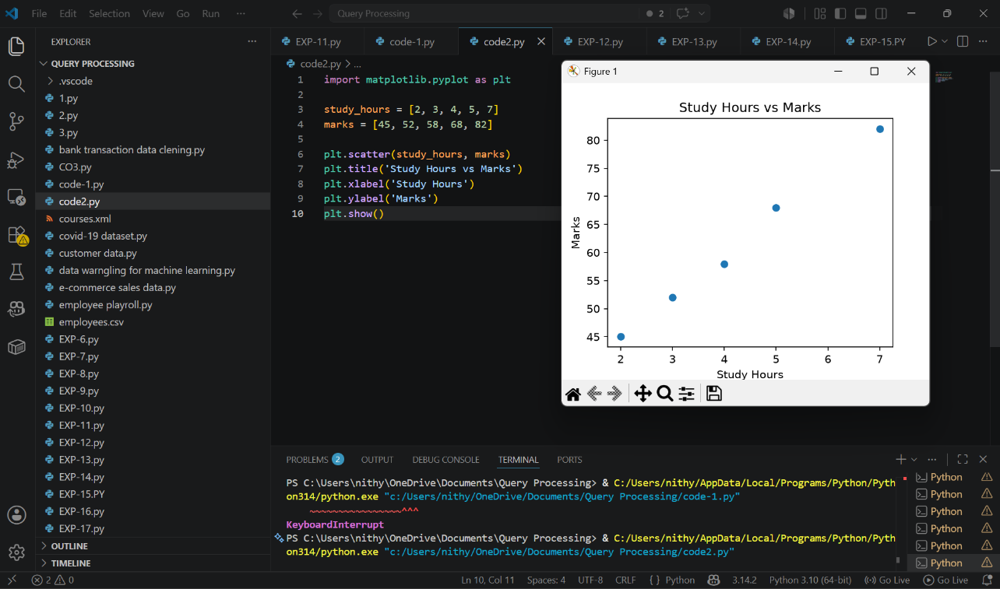 File Edit Selection View Go Run ··· Query Processing 2
EXPLORER ···
QUERY PROCESSING
.vscode
1.py
2.py
3.py
bank transaction data clening.py
CO3.py
code-1.py
code2.py
courses.xml
covid-19 dataset.py
customer data.py
data warngling for machine learning.py
e-commerce sales data.py
employee playroll.py
employees.csv
EXP-6.py
EXP-7.py
EXP-8.py
EXP-9.py
EXP-10.py
EXP-11.py
EXP-12.py
EXP-13.py
EXP-14.py
EXP-15.PY
EXP-16.py
EXP-17.py
OUTLINE
TIMELINE
EXP-11.py code-1.py code2.py EXP-12.py EXP-13.py EXP-14.py EXP-15.PY
code2.py > ...
1 import matplotlib.pyplot as plt
2
3 study_hours = [2, 3, 4, 5, 7]
4 marks = [45, 52, 58, 68, 82]
5
6 plt.scatter(study_hours, marks)
7 plt.title('Study Hours vs Marks')
8 plt.xlabel('Study Hours')
9 plt.ylabel('Marks')
10 plt.show()
Figure 1
Study Hours vs Marks
Marks
80
75
70
65
60
55
50
45
2 3 4 5 6 7
Study Hours
PROBLEMS 2 OUTPUT DEBUG CONSOLE TERMINAL PORTS
PS C:\Users\nithy\OneDrive\Documents\Query Processing> & C:/Users/nithy/AppData/Local/Programs/Python/Pyth
on314/python.exe "c:/Users/nithy/OneDrive/Documents/Query Processing/code-1.py"
~~~~~~~~~~~~~~~~^^^
KeyboardInterrupt
PS C:\Users\nithy\OneDrive\Documents\Query Processing> & C:/Users/nithy/AppData/Local/Programs/Python/Pyth
on314/python.exe "c:/Users/nithy/OneDrive/Documents/Query Processing/code2.py"
Python
Python
Python
Python
Python
Python
2 0 Ln 10, Col 11 Spaces: 4 UTF-8 CRLF { } Python 3.14.2 Python 3.10 (64-bit) Go Live Go Live